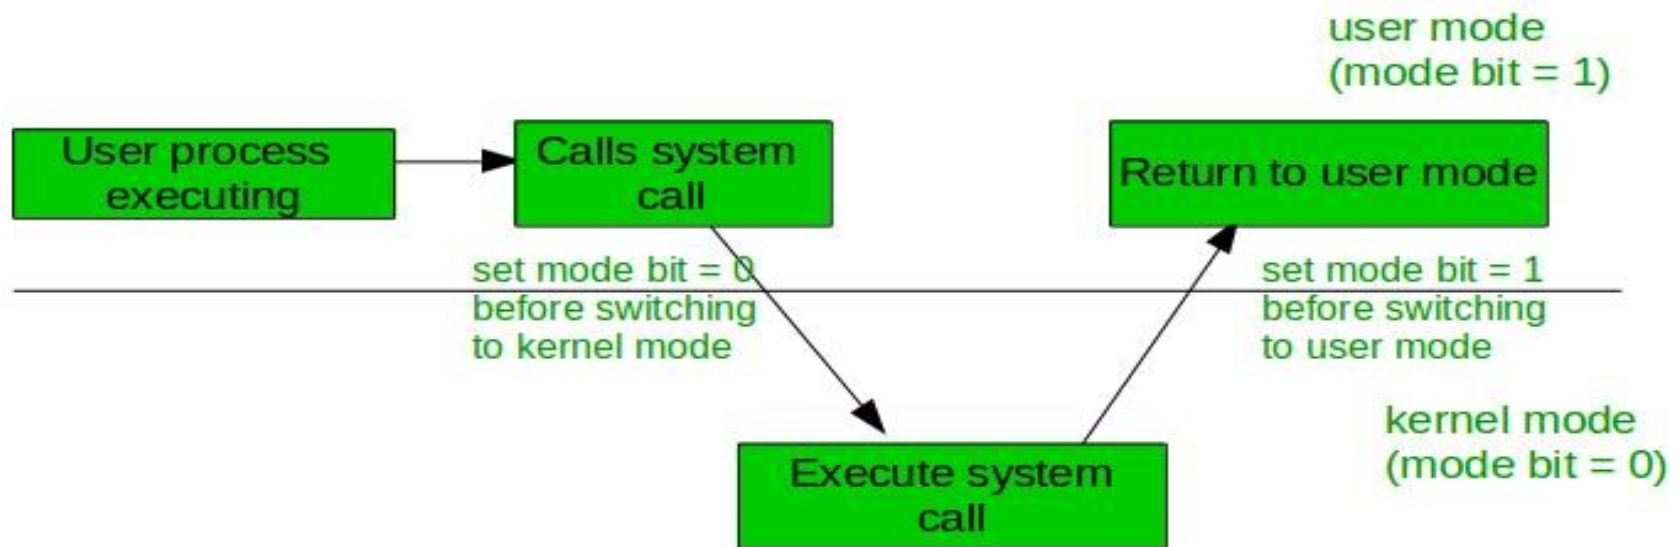 user mode
(mode bit = 1)
User process
executing
Calls system
call
Return to user mode
set mode bit = 0
before switching
to kernel mode
set mode bit = 1
before switching
to user mode
kernel mode
(mode bit = 0)
Execute system
call